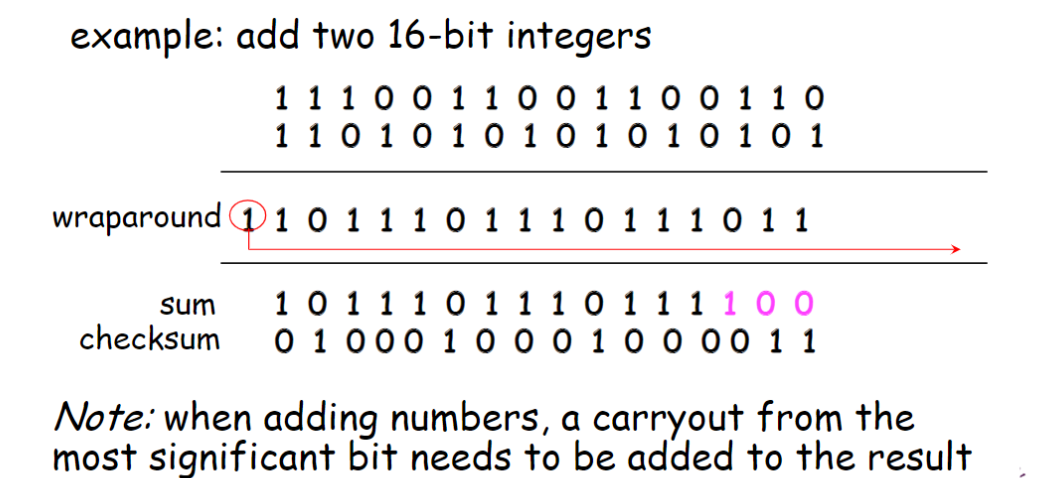 example: add two 16-bit integers
1 1 1 0 0 1 1 0 0 1 1 0 0 1 1 0
1 1 0 1 0 1 0 1 0 1 0 1 0 1 0 1
wraparound 1 1 0 1 1 1 0 1 1 1 0 1 1 1 0 1 1
sum 1 0 1 1 1 0 1 1 1 0 1 1 1 1 0 0
checksum 0 1 0 0 0 1 0 0 0 1 0 0 0 0 1 1
Note: when adding numbers, a carryout from the
most significant bit needs to be added to the result